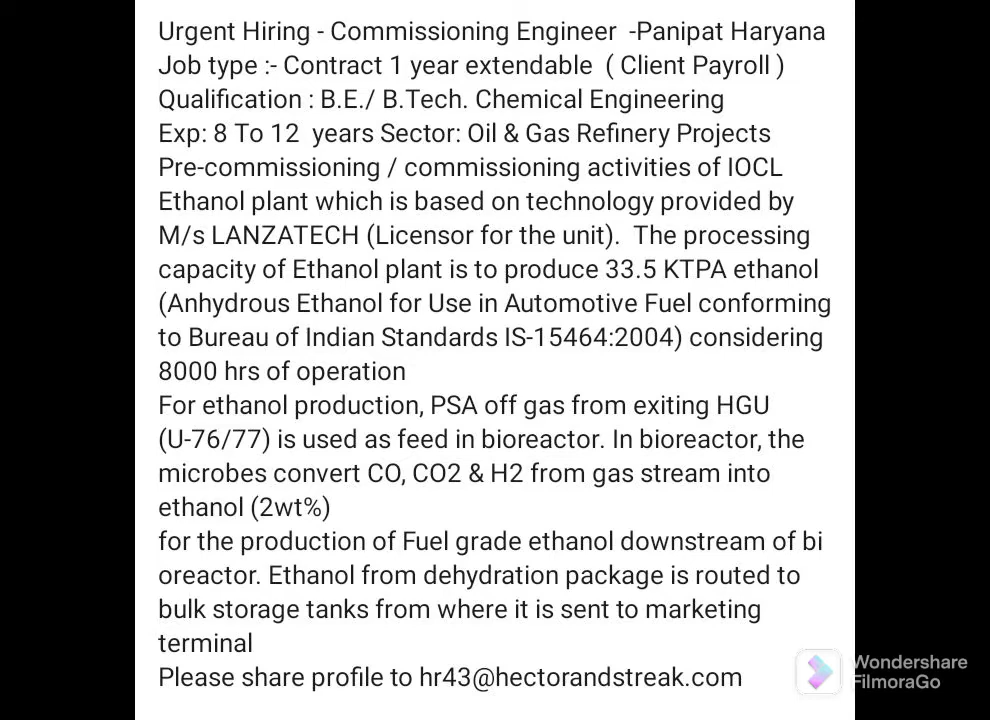 Urgent Hiring - Commissioning Engineer -Panipat Haryana
Job type :- Contract 1 year extendable ( Client Payroll )
Qualification : B.E./ B.Tech. Chemical Engineering
Exp: 8 To 12 years Sector: Oil & Gas Refinery Projects
Pre-commissioning / commissioning activities of IOCL
Ethanol plant which is based on technology provided by
M/s LANZATECH (Licensor for the unit). The processing
capacity of Ethanol plant is to produce 33.5 KTPA ethanol
(Anhydrous Ethanol for Use in Automotive Fuel conforming
to Bureau of Indian Standards IS-15464:2004) considering
8000 hrs of operation
For ethanol production, PSA off gas from exiting HGU
(U-76/77) is used as feed in bioreactor. In bioreactor, the
microbes convert CO, CO2 & H2 from gas stream into
ethanol (2wt%)
for the production of Fuel grade ethanol downstream of bi
oreactor. Ethanol from dehydration package is routed to
bulk storage tanks from where it is sent to marketing
terminal
Please share profile to hr43@hectorandstreak.com
Wondershare
FilmoraGo